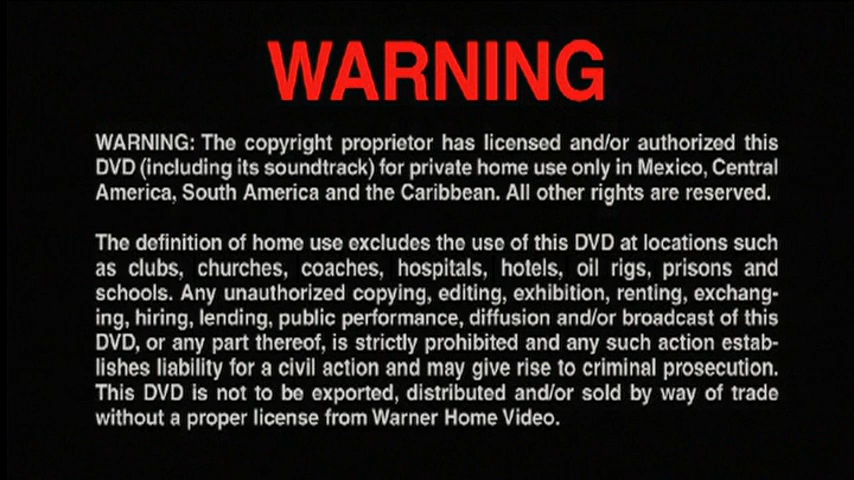 WARNING
WARNING: The copyright proprietor has licensed and/or authorized this
DVD (including its soundtrack) for private home use only in Mexico, Central
America, South America and the Caribbean. All other rights are reserved.
The definition of home use excludes the use of this DVD at locations such
as clubs, churches, coaches, hospitals, hotels, oil rigs, prisons and
schools. Any unauthorized copying, editing, exhibition, renting, exchang-
ing, hiring, lending, public performance, diffusion and/or broadcast of this
DVD, or any part thereof, is strictly prohibited and any such action estab-
lishes liability for a civil action and may give rise to criminal prosecution.
This DVD is not to be exported, distributed and/or sold by way of trade
without a proper license from Warner Home Video.